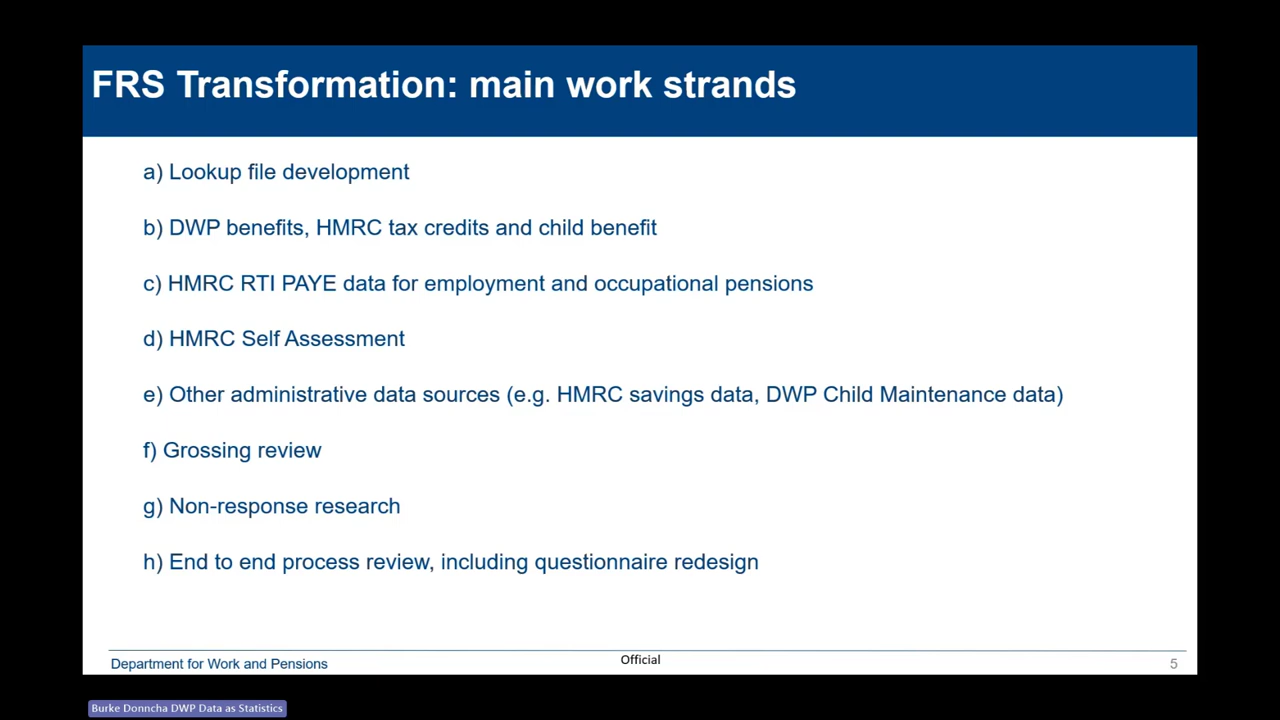 FRS Transformation: main work strands
a) Lookup file development
b) DWP benefits, HMRC tax credits and child benefit
c) HMRC RTI PAYE data for employment and occupational pensions
d) HMRC Self Assessment
e) Other administrative data sources (e.g. HMRC savings data, DWP Child Maintenance data)
f) Grossing review
g) Non-response research
h) End to end process review, including questionnaire redesign
Department for Work and Pensions
Official
5
Burke Donncha DWP Data as Statistics